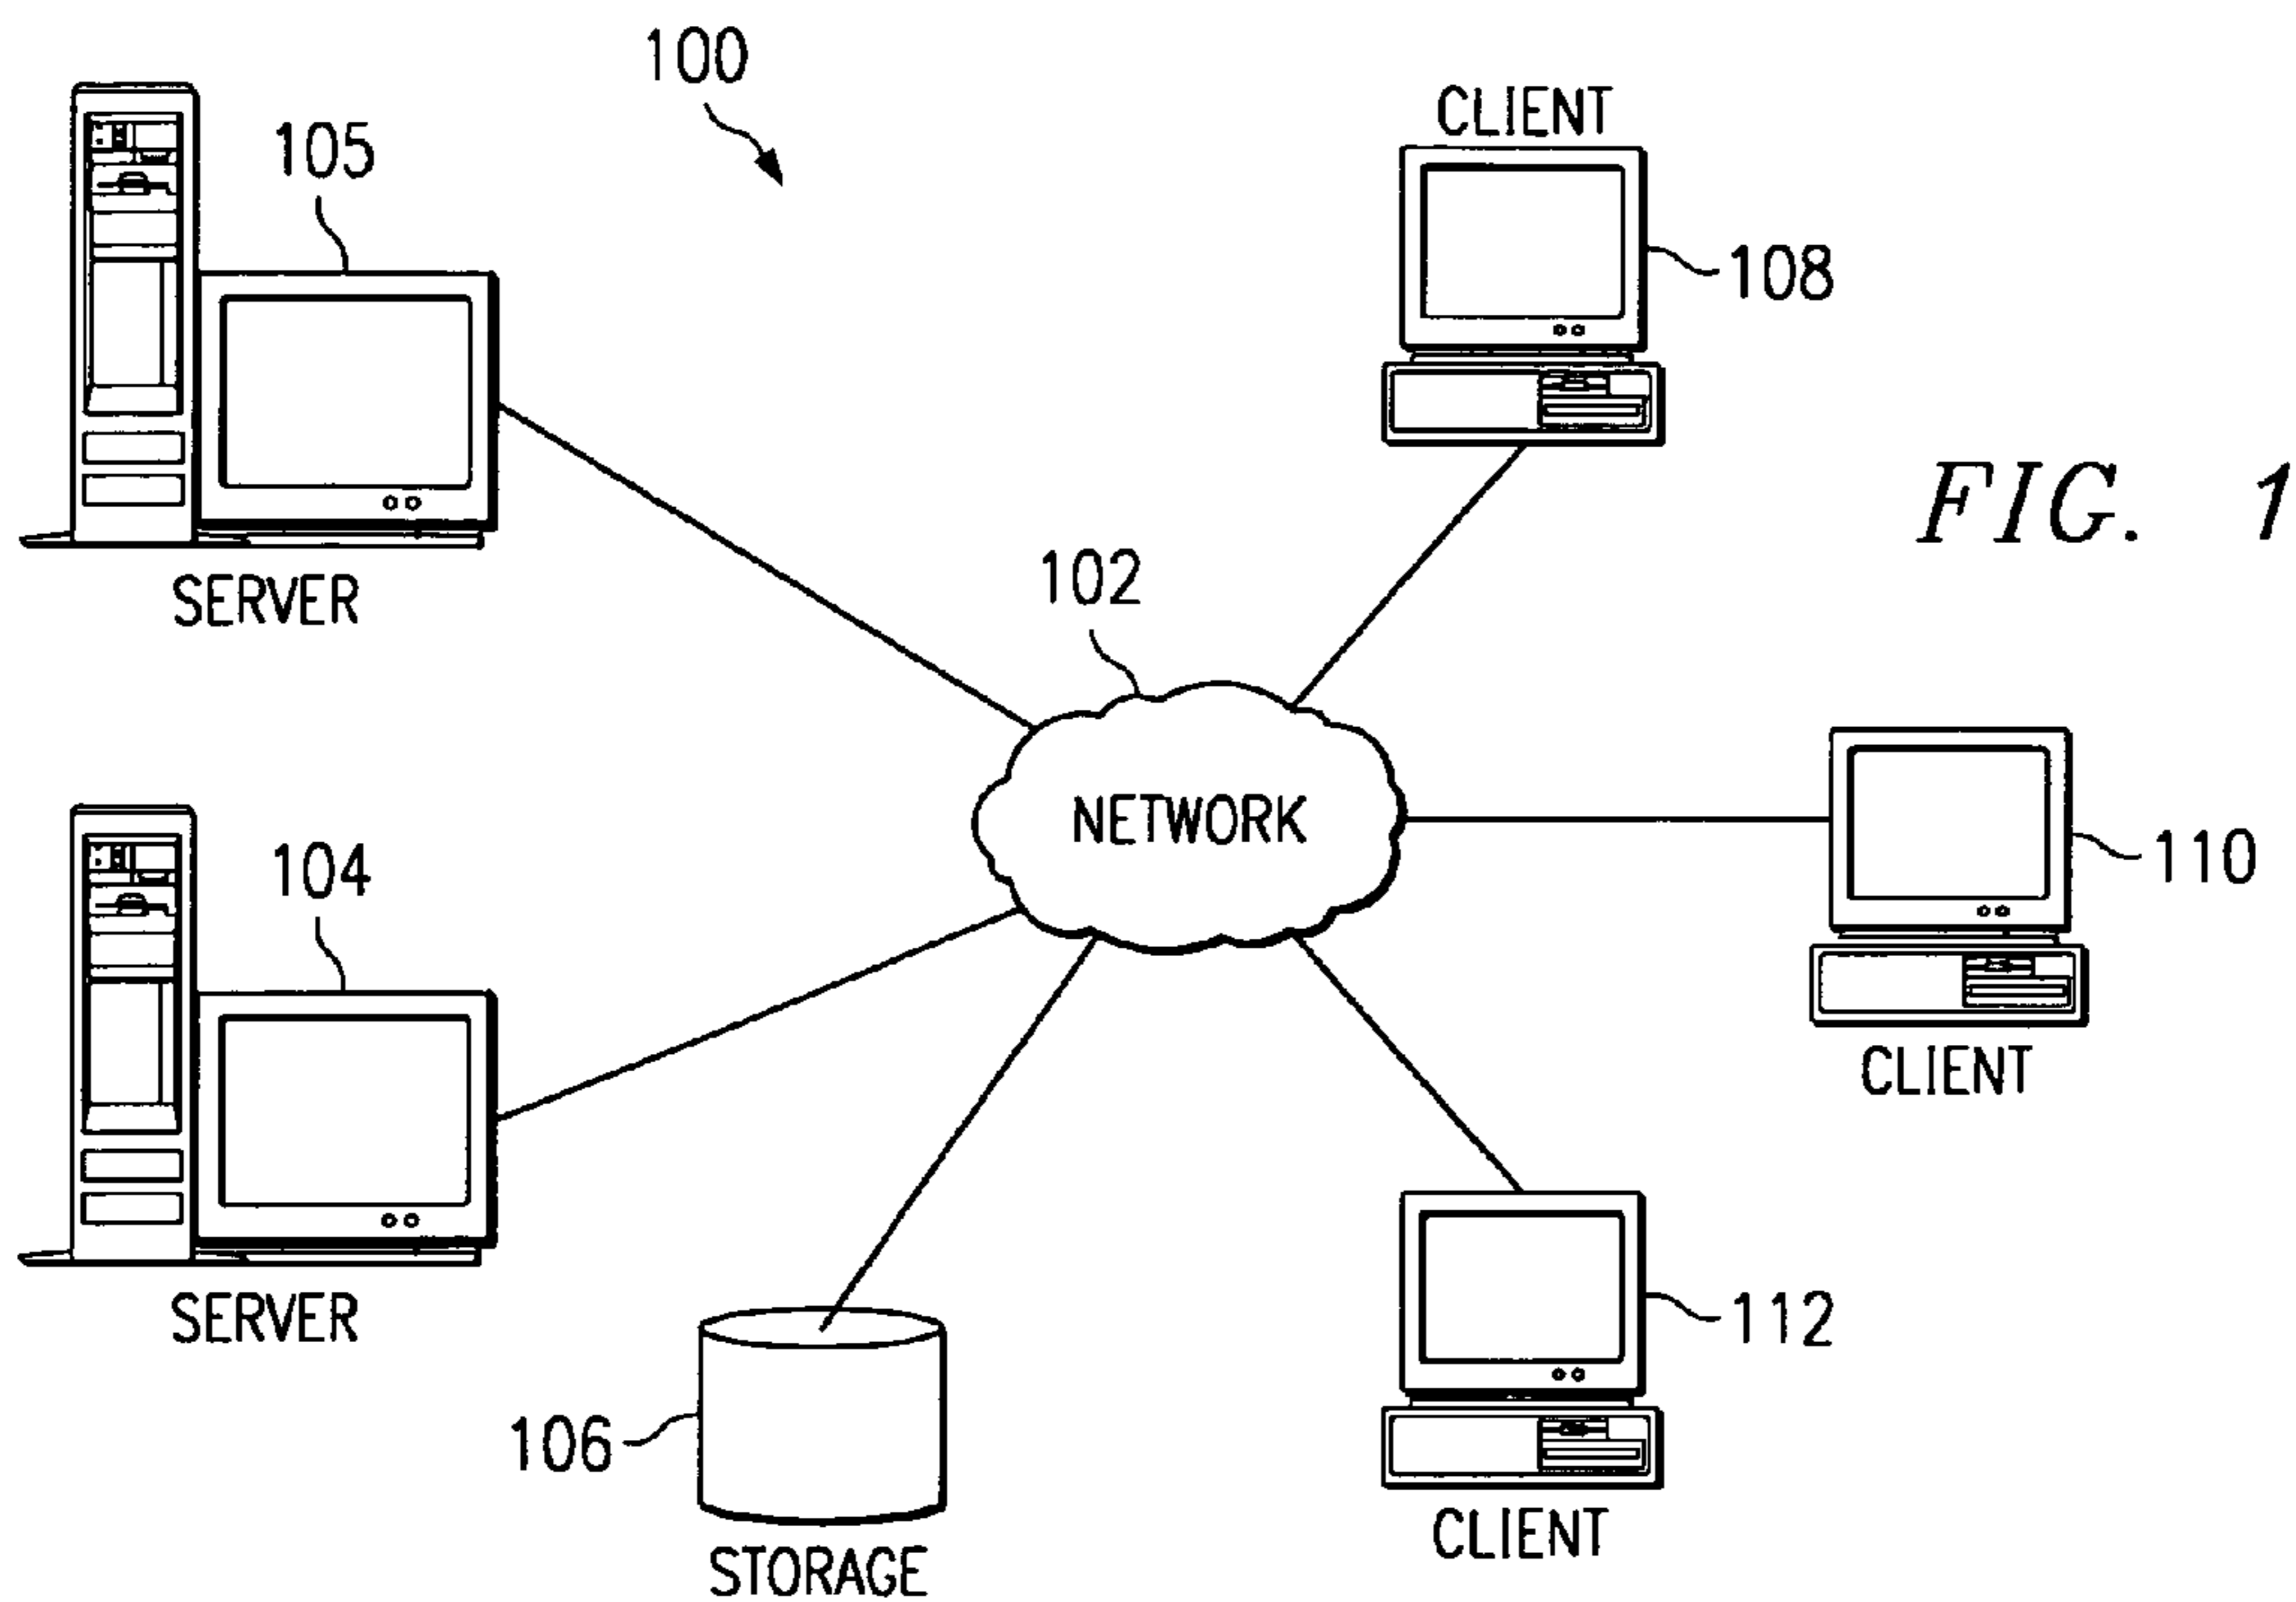 100
CLIENT
105
108
FIG. 1
SERVER
102
NETWORK
110
104
CLIENT
SERVER
112
106
CLIENT
STORAGE